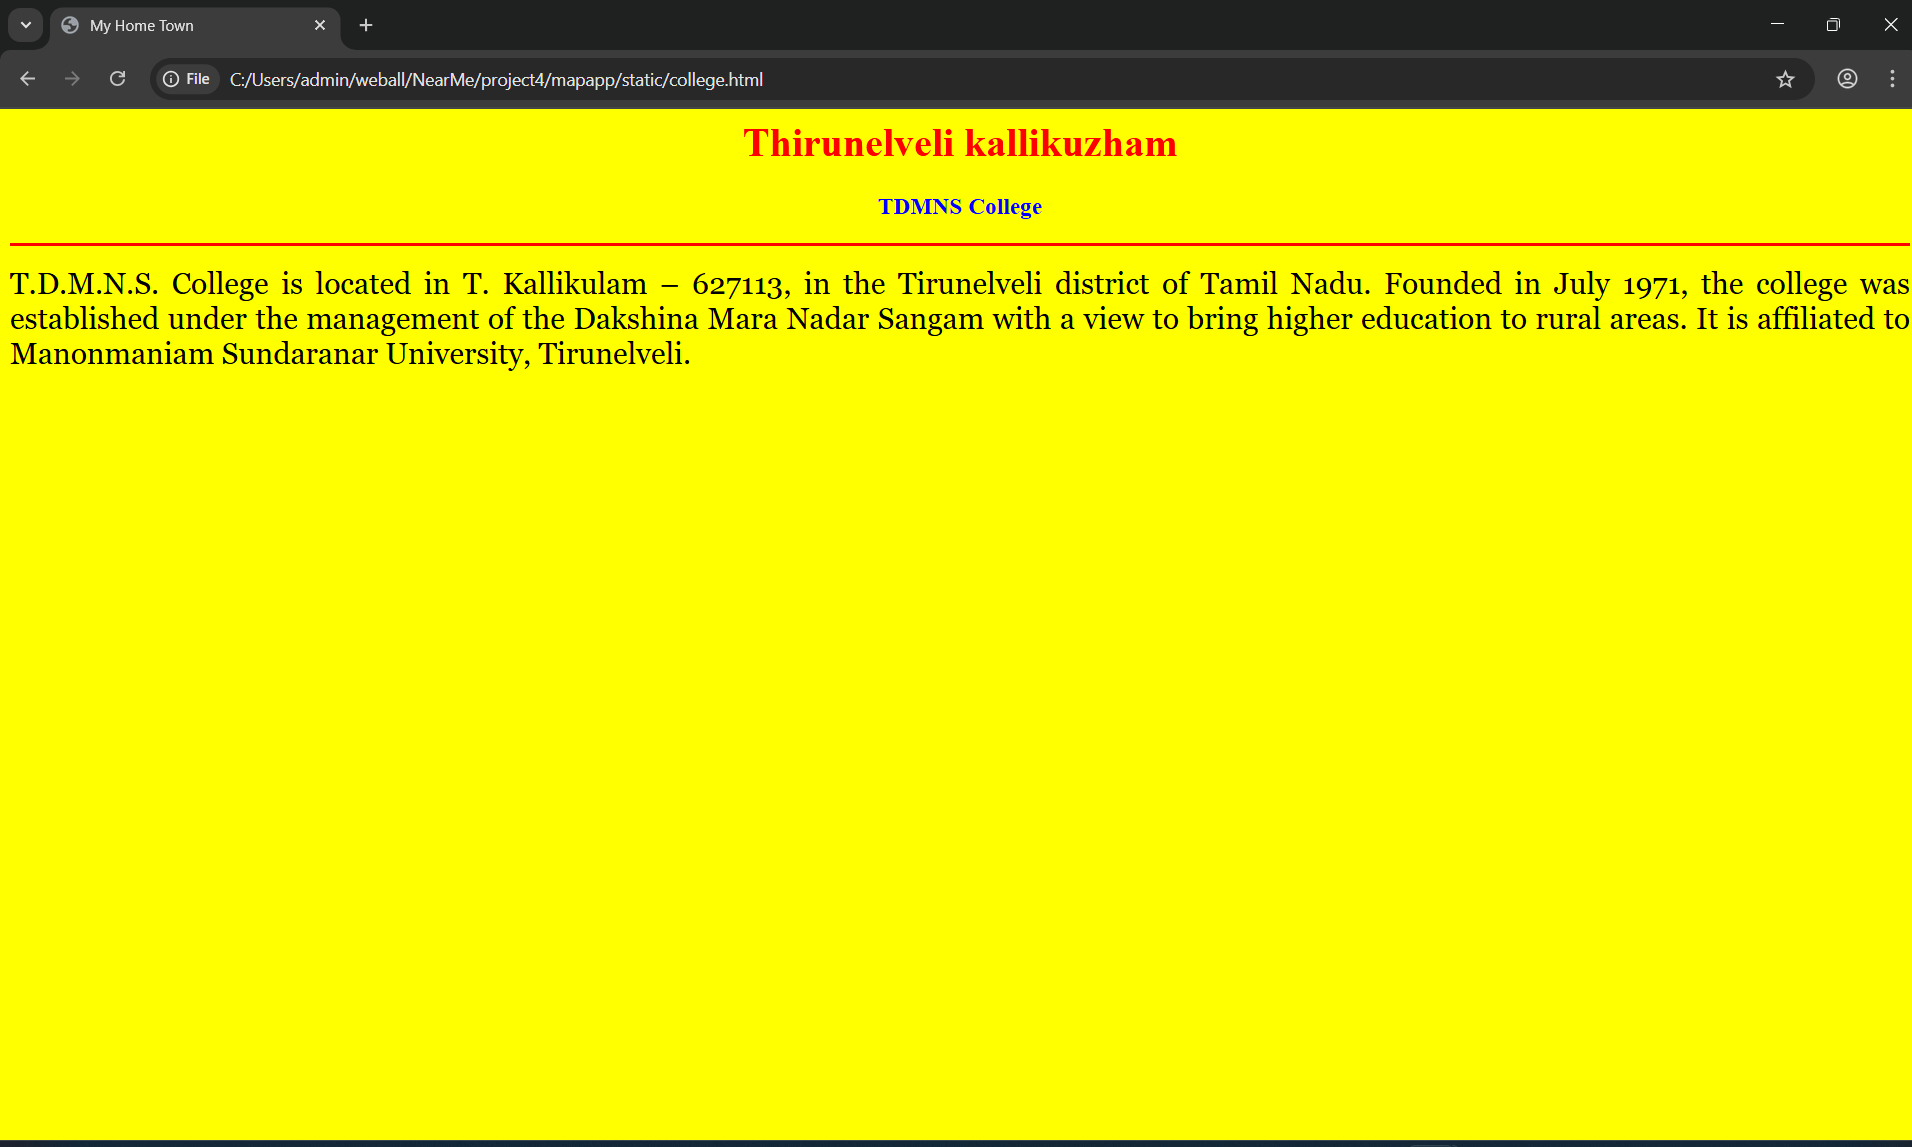 My Home Town
File C:/Users/admin/weball/NearMe/project4/mapapp/static/college.html
Thirunelveli kallikuzham
TDMNS College
T.D.M.N.S. College is located in T. Kallikulam – 627113, in the Tirunelveli district of Tamil Nadu. Founded in July 1971, the college was
established under the management of the Dakshina Mara Nadar Sangam with a view to bring higher education to rural areas. It is affiliated to
Manonmaniam Sundaranar University, Tirunelveli.